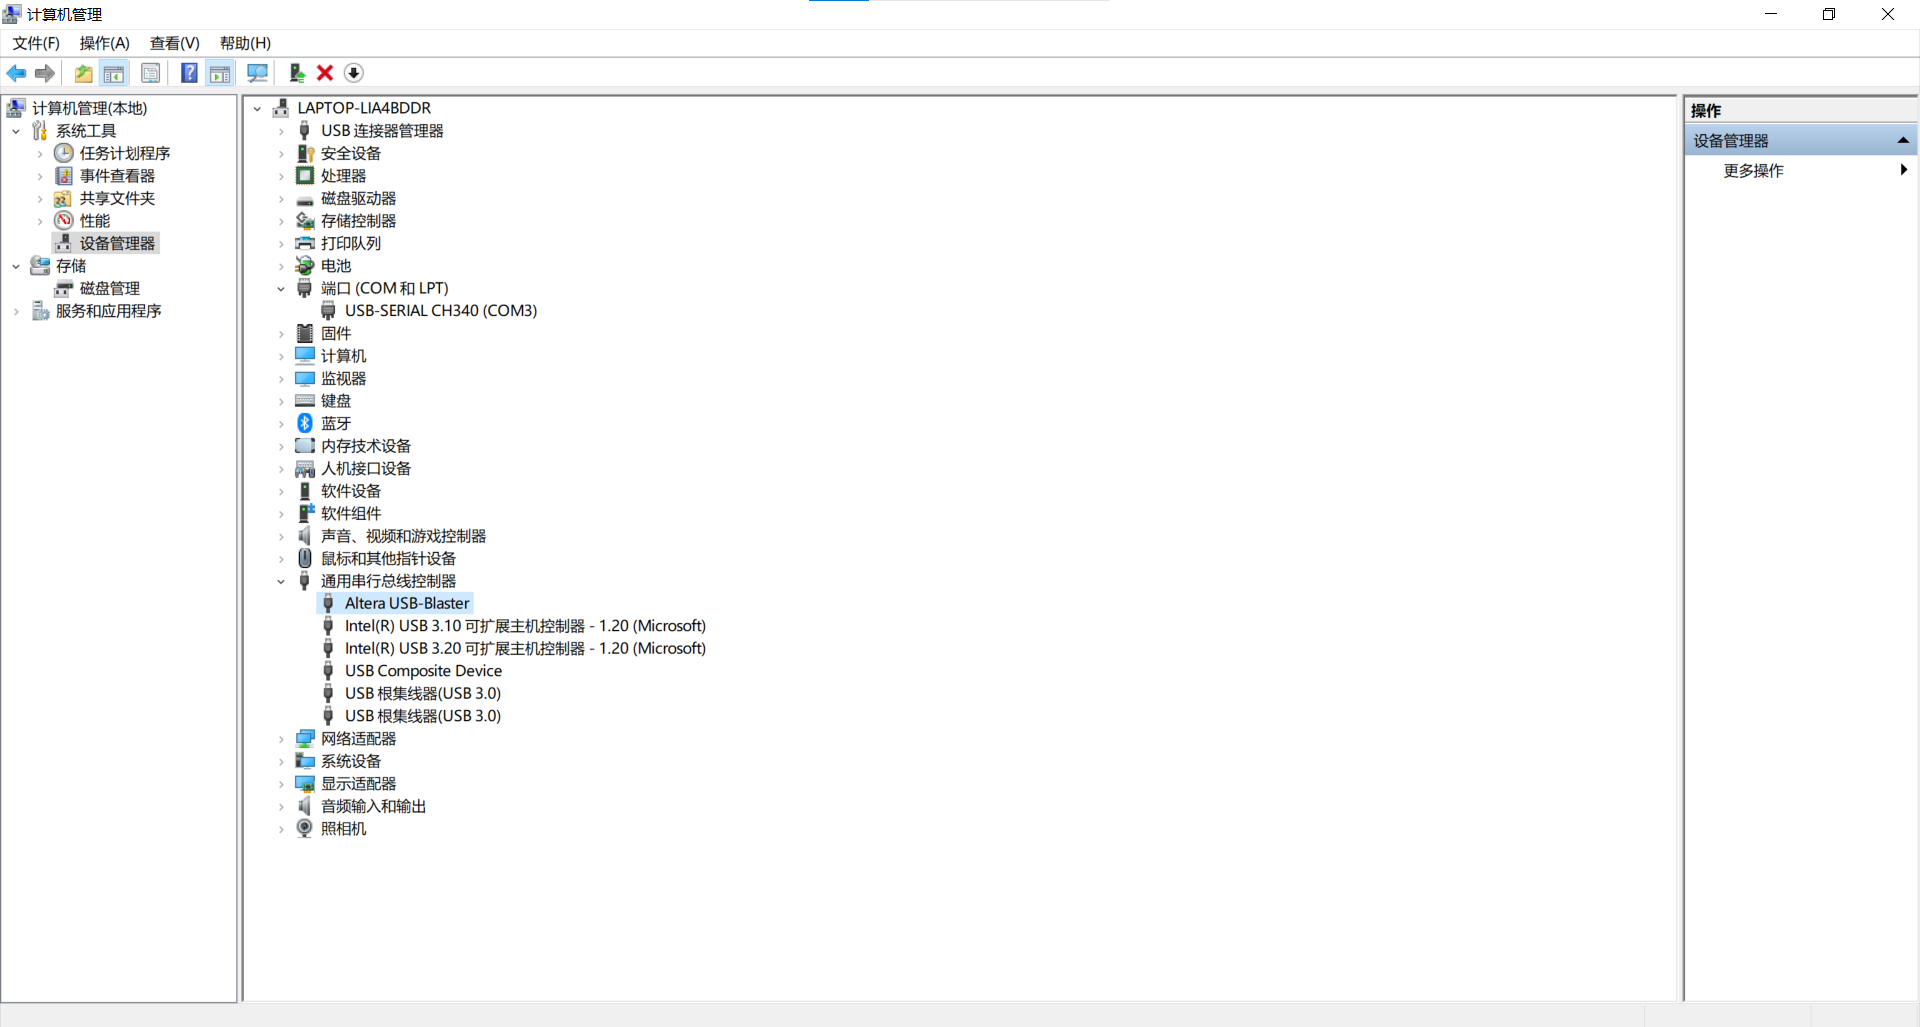 计算机管理
文件(F) 操作(A) 查看(V) 帮助(H)
计算机管理(本地)
系统工具
任务计划程序
事件查看器
共享文件夹
性能
设备管理器
存储
磁盘管理
服务和应用程序
LAPTOP-LIA4BDDR
USB 连接器管理器
安全设备
处理器
磁盘驱动器
存储控制器
打印队列
电池
端口 (COM 和 LPT)
USB-SERIAL CH340 (COM3)
固件
计算机
监视器
键盘
蓝牙
内存技术设备
人机接口设备
软件设备
软件组件
声音、视频和游戏控制器
鼠标和其他指针设备
通用串行总线控制器
Altera USB-Blaster
Intel(R) USB 3.10 可扩展主机控制器 - 1.20 (Microsoft)
Intel(R) USB 3.20 可扩展主机控制器 - 1.20 (Microsoft)
USB Composite Device
USB 根集线器(USB 3.0)
USB 根集线器(USB 3.0)
网络适配器
系统设备
显示适配器
音频输入和输出
照相机
操作
设备管理器
更多操作